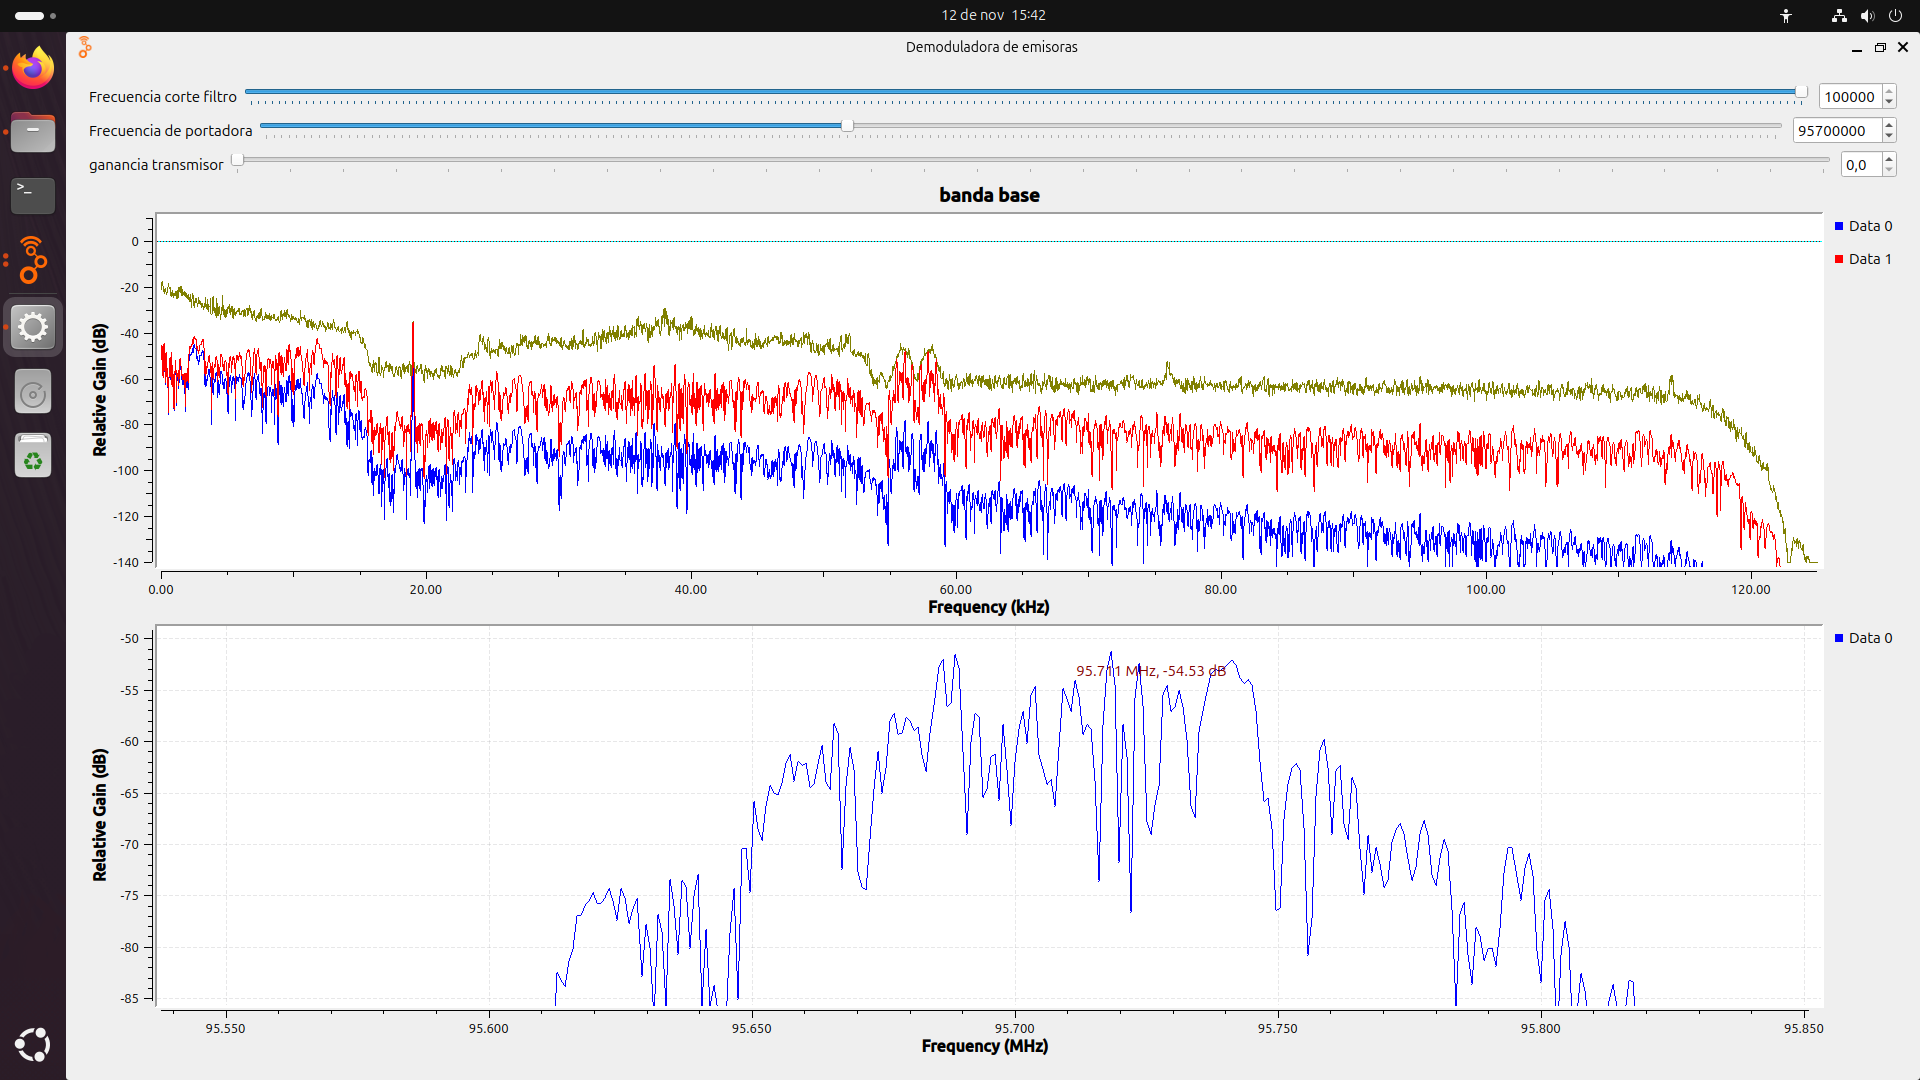 12 de nov 15:42
Demoduladora de emisoras
Frecuencia corte filtro 100000
Frecuencia de portadora 95700000
ganancia transmisor 0,0
banda base
Relative Gain (dB)
0
-20
-40
-60
-80
-100
-120
-140
0.00 20.00 40.00 60.00 80.00 100.00 120.00
Frequency (kHz)
Data 0
Data 1
Relative Gain (dB)
-50
-55
-60
-65
-70
-75
-80
-85
95.711 MHz, -54.53 dB
95.550 95.600 95.650 95.700 95.750 95.800 95.850
Frequency (MHz)
Data 0
>_